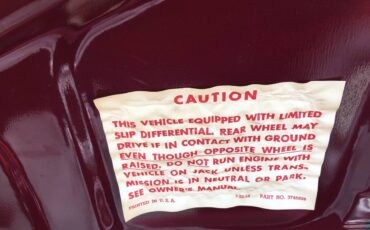 CAUTION
THIS VEHICLE EQUIPPED WITH LIMITED
SLIP DIFFERENTIAL. REAR WHEEL MAY
DRIVE IF IN CONTACT WITH GROUND
EVEN THOUGH OPPOSITE WHEEL IS
RAISED. DO NOT RUN ENGINE WITH
VEHICLE ON JACK UNLESS TRANS-
MISSION IS IN NEUTRAL OR PARK.
SEE OWNER'S MANUAL
PRINTED IN U.S.A. PART NO.